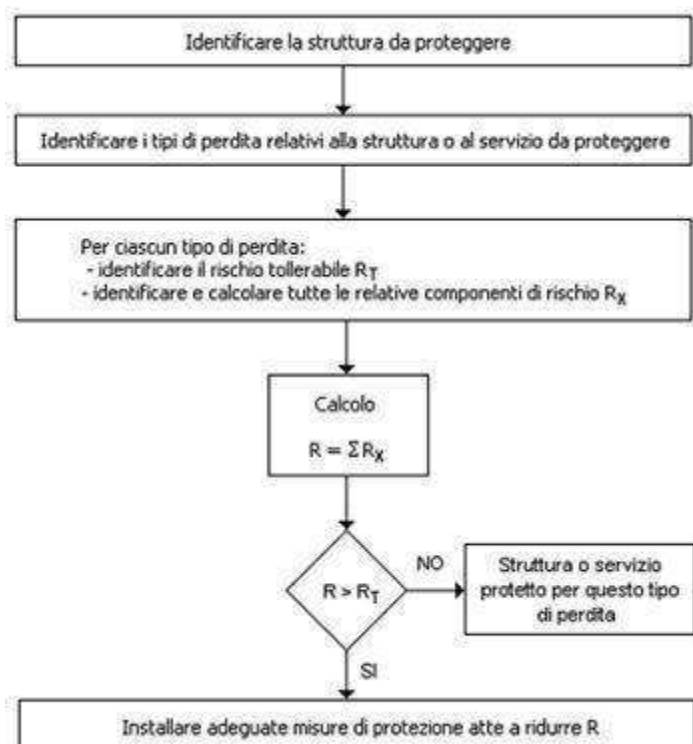 Identificare la struttura da proteggere
Identificare i tipi di perdita relativi alla struttura o al servizio da proteggere
Per ciascun tipo di perdita:
- identificare il rischio tollerabile RT
- identificare e calcolare tutte le relative componenti di rischio RX
Calcolo
R = ΣRX
R > RT
NO
Struttura o servizio
protetto per questo tipo
di perdita
SI
Installare adeguate misure di protezione atte a ridurre R